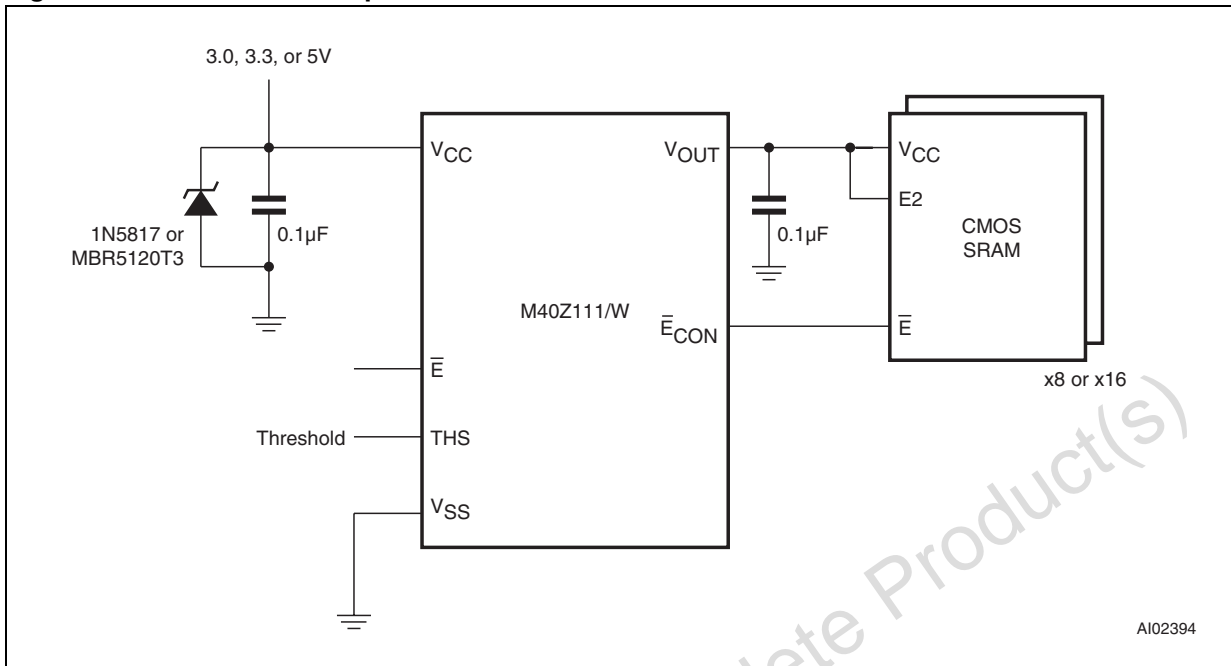 3.0, 3.3, or 5V
VCC
VOUT
VCC
E2
1N5817 or
MBR5120T3
0.1µF
0.1µF
CMOS
SRAM
M40Z111/W
E̅CON
E̅
E̅
x8 or x16
Threshold
THS
VSS
Product(s)
AI02394